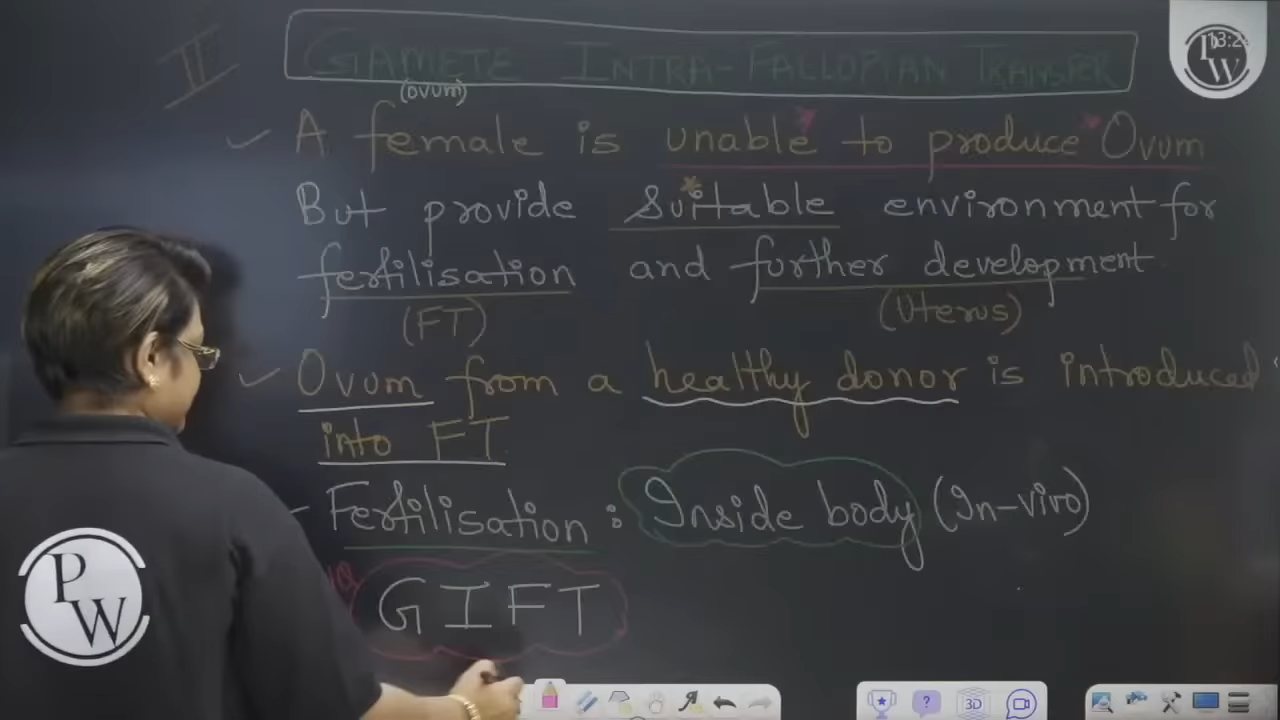 II GAMETE INTRA-FALLOPIAN TRANSFER
(ovum)
A female is unable to produce Ovum
But provide suitable environment for
fertilisation and further development
(FT) (Uterus)
Ovum from a healthy donor is introduced
into FT
Fertilisation : Inside body (In-vivo)
GIFT
PW
PW
3D